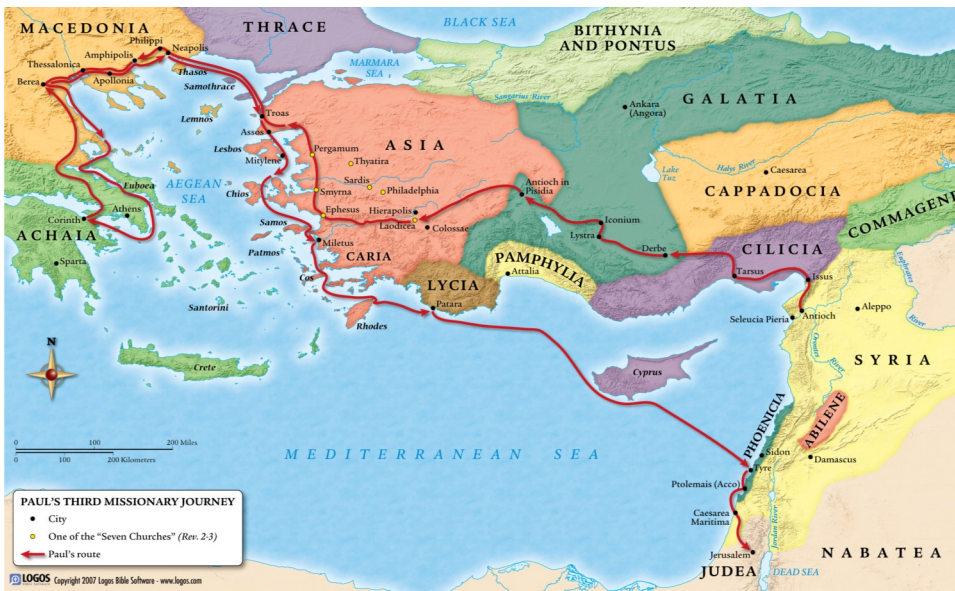 MACEDONIA
THRACE
BLACK SEA
BITHYNIA
AND PONTUS
Philippi
Neapolis
Amphipolis
Thessalonica
Berea
Apollonia
Thasos
Samothrace
MARMARA
SEA
Sangarius River
Ankara
(Angora)
GALATIA
Lemnos
Troas
Assos
Lesbos
Mitylene
ASIA
Pergamum
Thyatira
Sardis
Philadelphia
Smyrna
Ephesus
Hierapolis
Laodicea
Colossae
Antioch in
Pisidia
Lake
Tuz
Halys River
Caesarea
CAPPADOCIA
COMMAGENE
AEGEAN
SEA
Euboea
Chios
Athens
Corinth
ACHAIA
Sparta
Samos
Patmos
Miletus
CARIA
Cos
Iconium
Lystra
Derbe
CILICIA
Tarsus
Issus
PAMPHYLIA
Attalia
LYCIA
Patara
Rhodes
Santorini
Crete
Seleucia Pieria
Antioch
Aleppo
Euphrates
River
Orontes
River
SYRIA
Cyprus
N
0 100 200 Miles
0 100 200 Kilometers
MEDITERRANEAN SEA
PHOENICIA
ABILENE
Sidon
Tyre
Damascus
Ptolemais (Acco)
Caesarea
Maritima
Jordan River
Jerusalem
JUDEA
DEAD SEA
NABATEA
PAUL'S THIRD MISSIONARY JOURNEY
City
One of the “Seven Churches” (Rev. 2-3)
Paul's route
LOGOS Copyright 2007 Logos Bible Software - www.logos.com